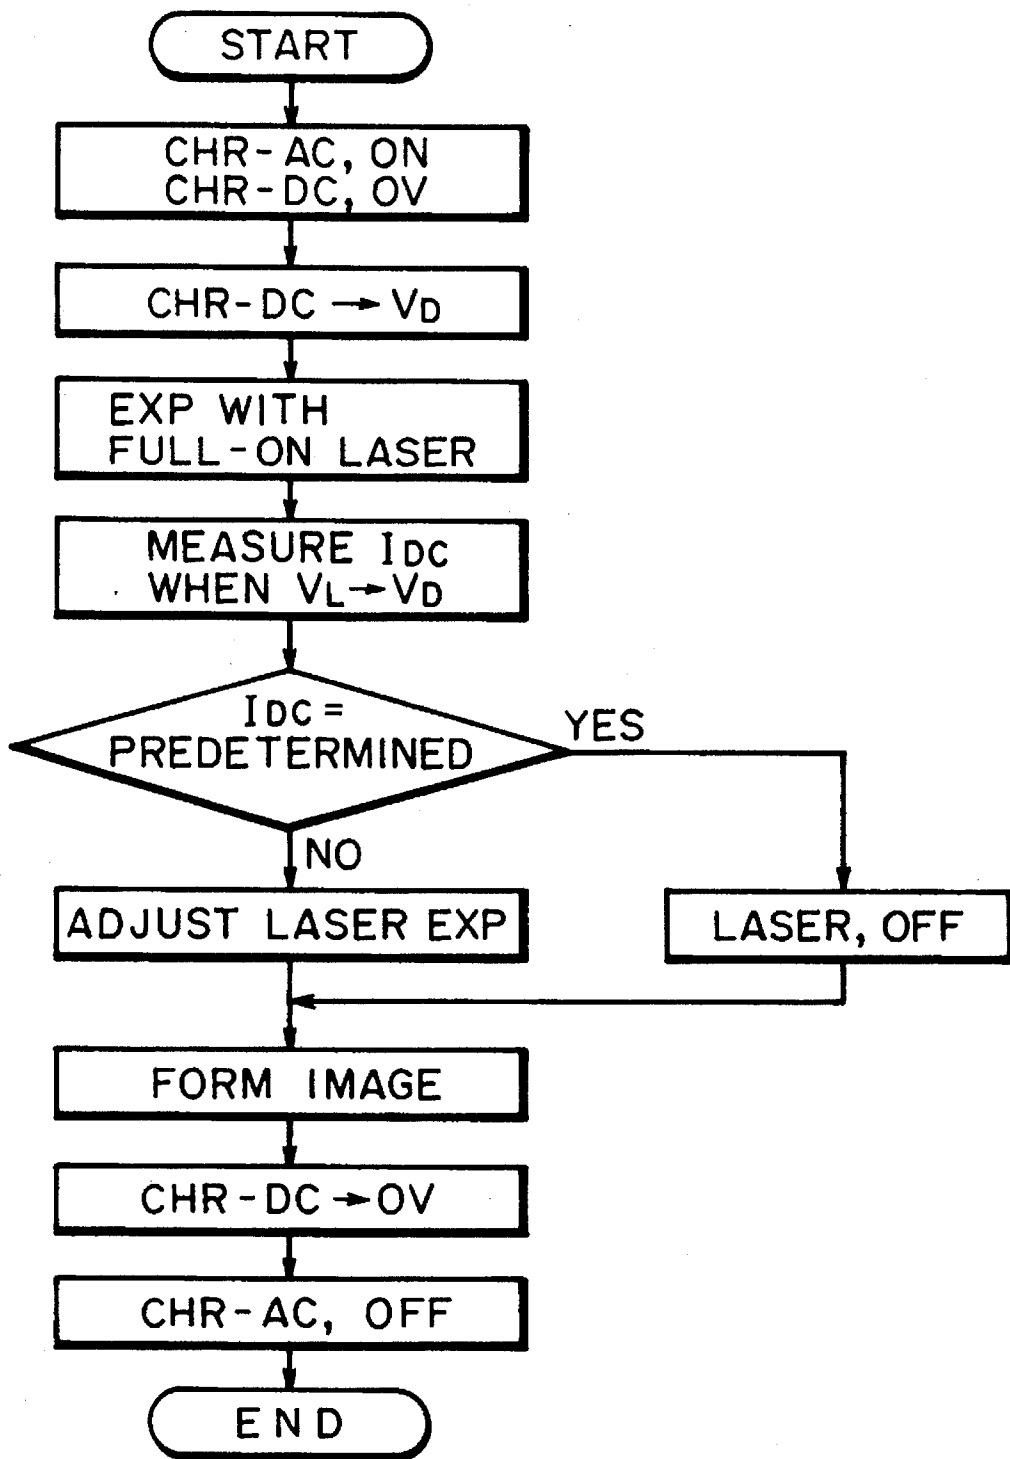 START
CHR-AC, ON
CHR-DC, OV
CHR-DC → VD
EXP WITH
FULL-ON LASER
MEASURE IDC
WHEN VL→VD
IDC =
PREDETERMINED
YES
NO
ADJUST LASER EXP
LASER, OFF
FORM IMAGE
CHR-DC→OV
CHR-AC, OFF
END